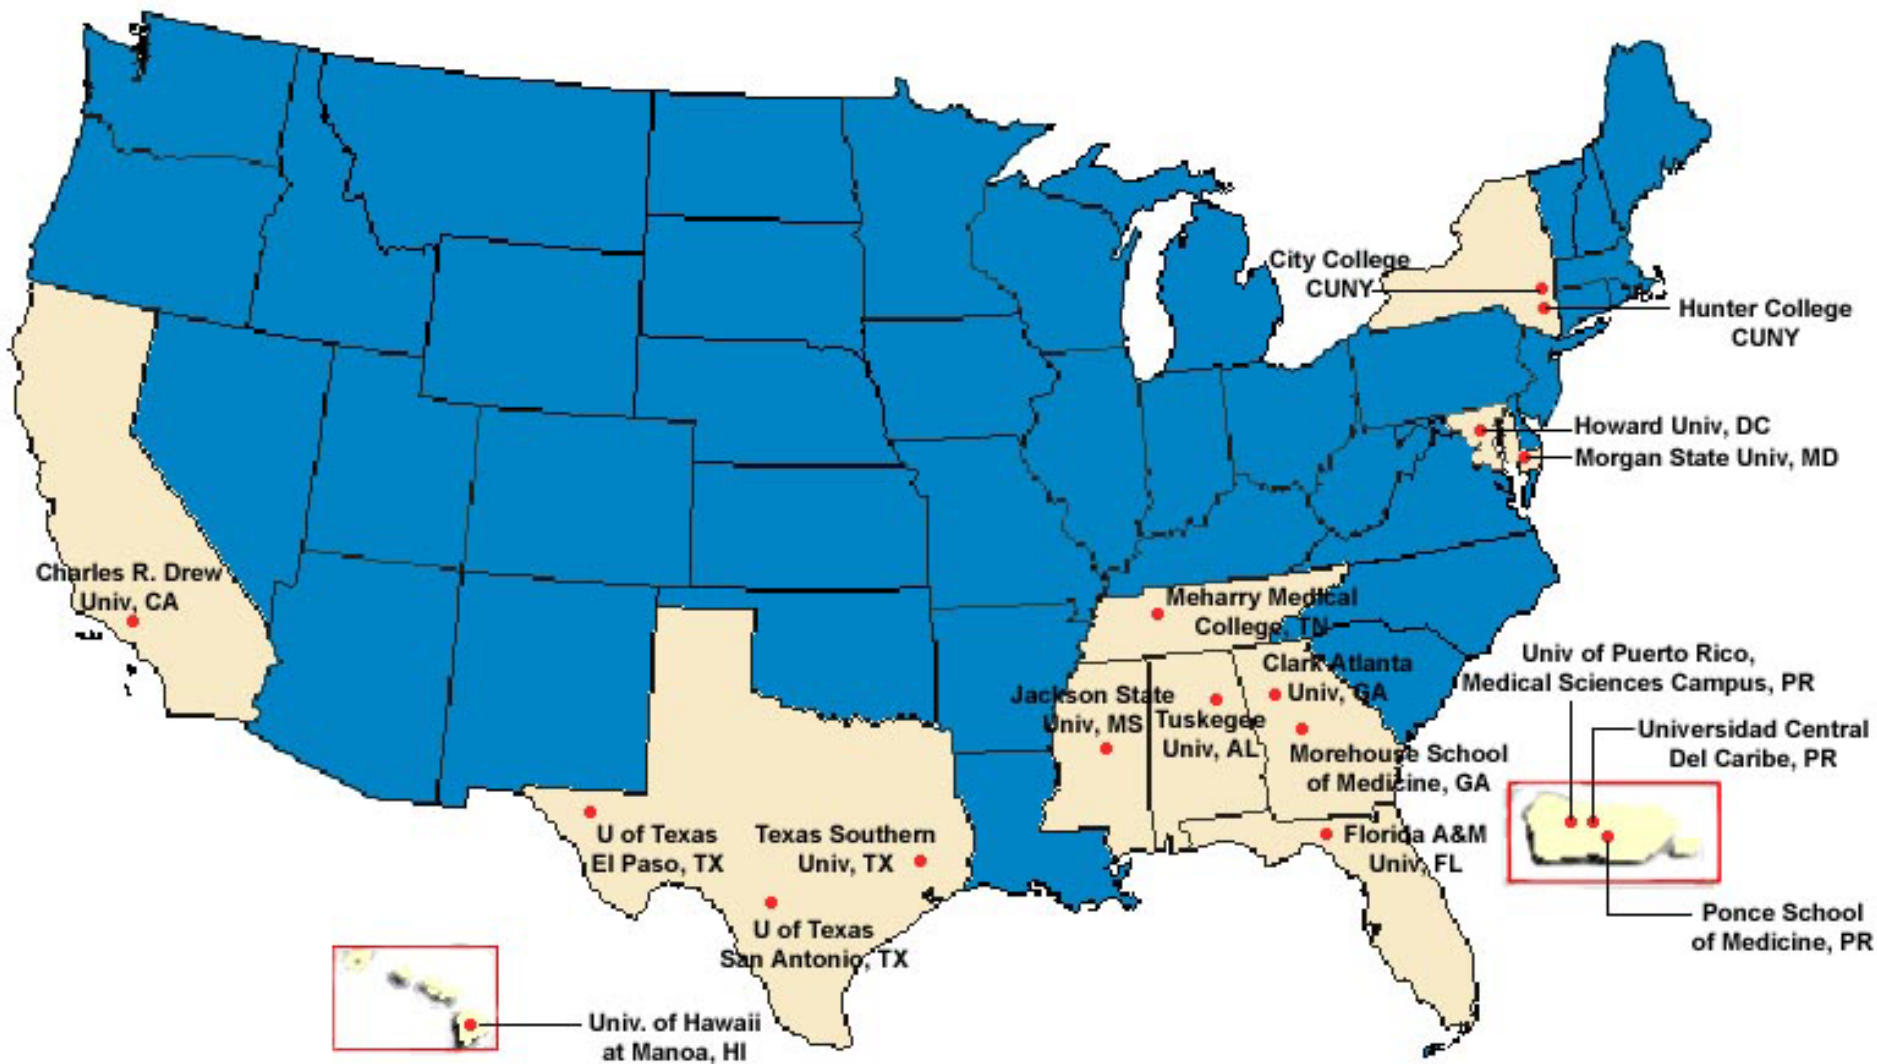 City College
CUNY
Hunter College
CUNY
Howard Univ, DC
Morgan State Univ, MD
Charles R. Drew
Univ, CA
Meharry Medical
College, TN
Clark Atlanta
Univ, GA
Jackson State
Univ, MS
Tuskegee
Univ, AL
Morehouse School
of Medicine, GA
Univ of Puerto Rico,
Medical Sciences Campus, PR
Universidad Central
Del Caribe, PR
U of Texas
El Paso, TX
Texas Southern
Univ, TX
Florida A&M
Univ, FL
U of Texas
San Antonio, TX
Ponce School
of Medicine, PR
Univ. of Hawaii
at Manoa, HI